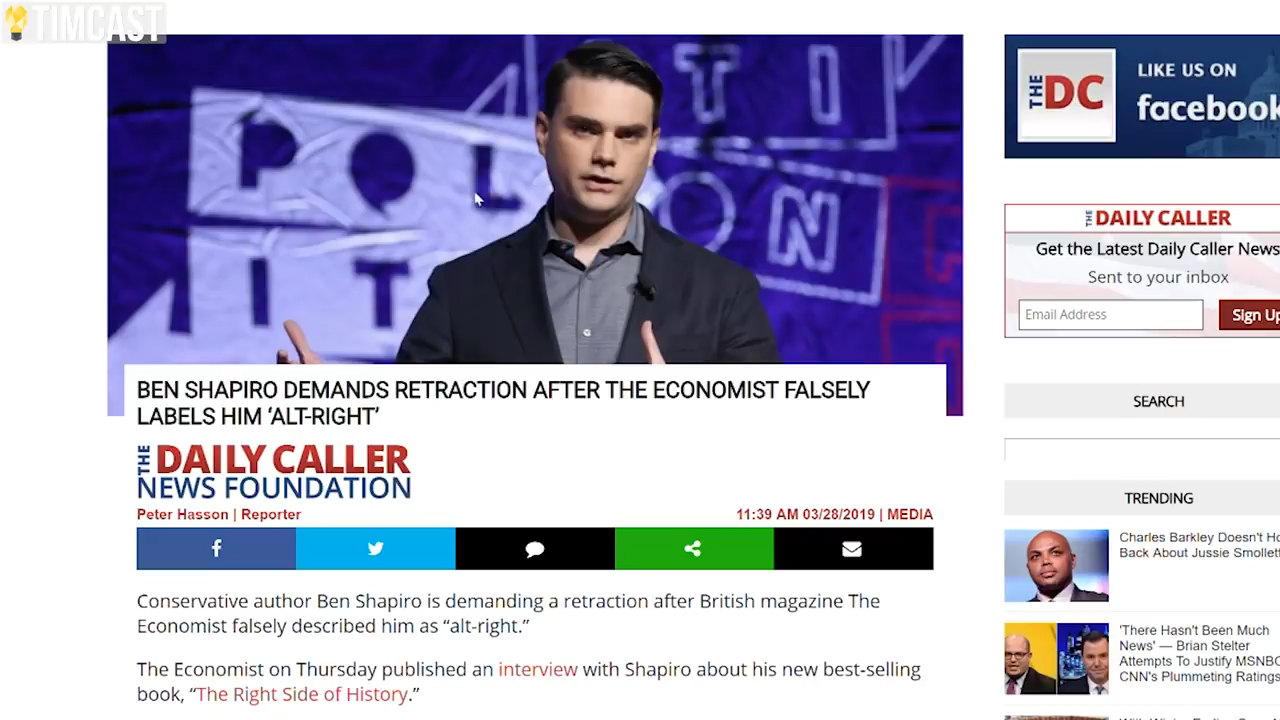 TIMCAST
POLITICON
THE DC
LIKE US ON
facebook
THE DAILY CALLER
Get the Latest Daily Caller News
Sent to your inbox
Email Address
Sign Up
BEN SHAPIRO DEMANDS RETRACTION AFTER THE ECONOMIST FALSELY
LABELS HIM ‘ALT-RIGHT’
THE DAILY CALLER
NEWS FOUNDATION
Peter Hasson | Reporter
11:39 AM 03/28/2019 | MEDIA
Conservative author Ben Shapiro is demanding a retraction after British magazine The
Economist falsely described him as “alt-right.”
The Economist on Thursday published an interview with Shapiro about his new best-selling
book, “The Right Side of History.”
SEARCH
TRENDING
Charles Barkley Doesn't Ho
Back About Jussie Smollett
'There Hasn't Been Much
News' — Brian Stelter
Attempts To Justify MSNBC
CNN's Plummeting Ratings